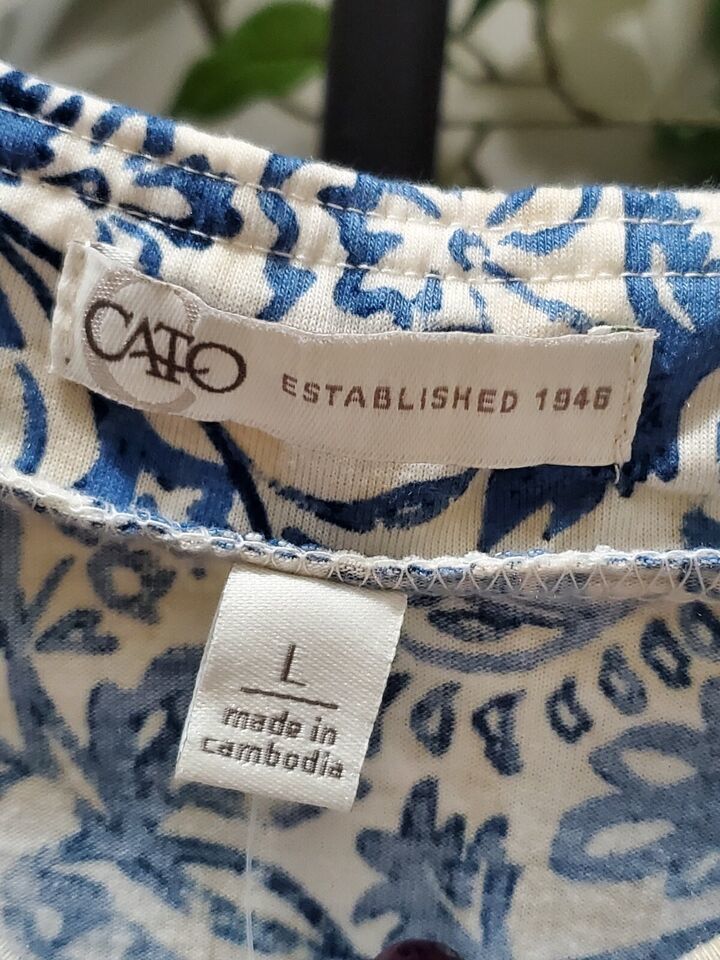 CATO ESTABLISHED 1946
L
made in
cambodia